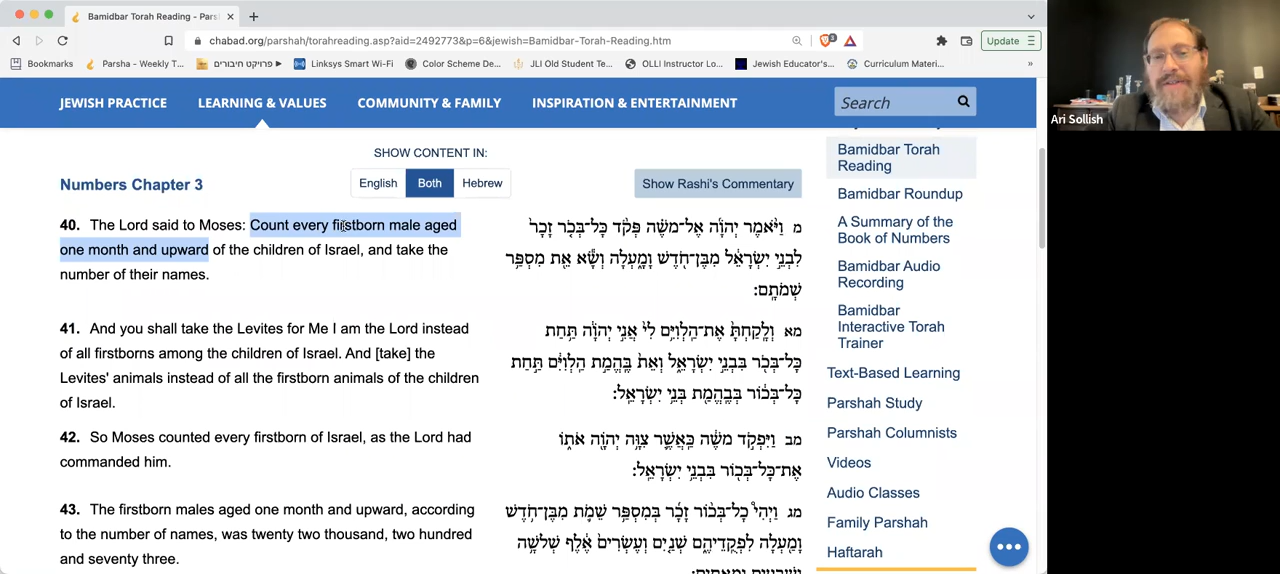 Bamidbar Torah Reading - Pars
chabad.org/parshah/torahreading.asp?aid=2492773&p=6&jewish=Bamidbar-Torah-Reading.htm
3
Update
Bookmarks
Parsha - Weekly T...
פרוייקט חיבורים
Linksys Smart Wi-Fi
Color Scheme De...
JLI Old Student Te...
OLLI Instructor Lo...
Jewish Educator's...
Curriculum Materi...
»
JEWISH PRACTICE
LEARNING & VALUES
COMMUNITY & FAMILY
INSPIRATION & ENTERTAINMENT
Search
Ari Sollish
SHOW CONTENT IN:
Numbers Chapter 3
English
Both
Hebrew
Show Rashi's Commentary
40. The Lord said to Moses: Count every firstborn male aged
one month and upward of the children of Israel, and take the
number of their names.
מ וַיֹּ֨אמֶר יְהֹוָ֜ה אֶל־מֹשֶׁ֗ה פְּקֹ֨ד כָּל־בְּכֹ֤ר זָכָר֙
לִבְנֵ֣י יִשְׂרָאֵ֔ל מִבֶּן־חֹ֖דֶשׁ וָמָ֑עְלָה וְשָׂ֕א אֵ֖ת מִסְפַּ֥ר
שְׁמֹתָֽם:
41. And you shall take the Levites for Me I am the Lord instead
of all firstborns among the children of Israel. And [take] the
Levites' animals instead of all the firstborn animals of the children
of Israel.
מא וְלָֽקַחְתָּ֨ אֶת־הַֽלְוִיִּ֥ם לִי֙ אֲנִ֣י יְהֹוָ֔ה תַּ֥חַת
כָּל־בְּכֹ֖ר בִּבְנֵ֣י יִשְׂרָאֵ֑ל וְאֵת֙ בֶּֽהֱמַ֣ת הַֽלְוִיִּ֔ם תַּ֣חַת
כָּל־בְּכ֔וֹר בְּבֶֽהֱמַ֖ת בְּנֵ֥י יִשְׂרָאֵֽל:
42. So Moses counted every firstborn of Israel, as the Lord had
commanded him.
מב וַיִּפְקֹ֣ד משֶׁ֔ה כַּֽאֲשֶׁ֛ר צִוָּ֥ה יְהֹוָ֖ה אֹת֑וֹ
אֶת־כָּל־בְּכ֖וֹר בִּבְנֵ֥י יִשְׂרָאֵֽל:
43. The firstborn males aged one month and upward, according
to the number of names, was twenty two thousand, two hundred
and seventy three.
מג וַיְהִי֩ כָל־בְּכ֨וֹר זָכָ֜ר בְּמִסְפַּ֥ר שֵׁמֹ֛ת מִבֶּן־חֹ֥דֶשׁ
וָמַ֖עְלָה לִפְקֻֽדֵיהֶ֑ם שְׁנַ֤יִם וְעֶשְׂרִים֙ אֶ֔לֶף שְׁלשָׁ֥ה
Bamidbar Torah
Reading
Bamidbar Roundup
A Summary of the
Book of Numbers
Bamidbar Audio
Recording
Bamidbar
Interactive Torah
Trainer
Text-Based Learning
Parshah Study
Parshah Columnists
Videos
Audio Classes
Family Parshah
Haftarah